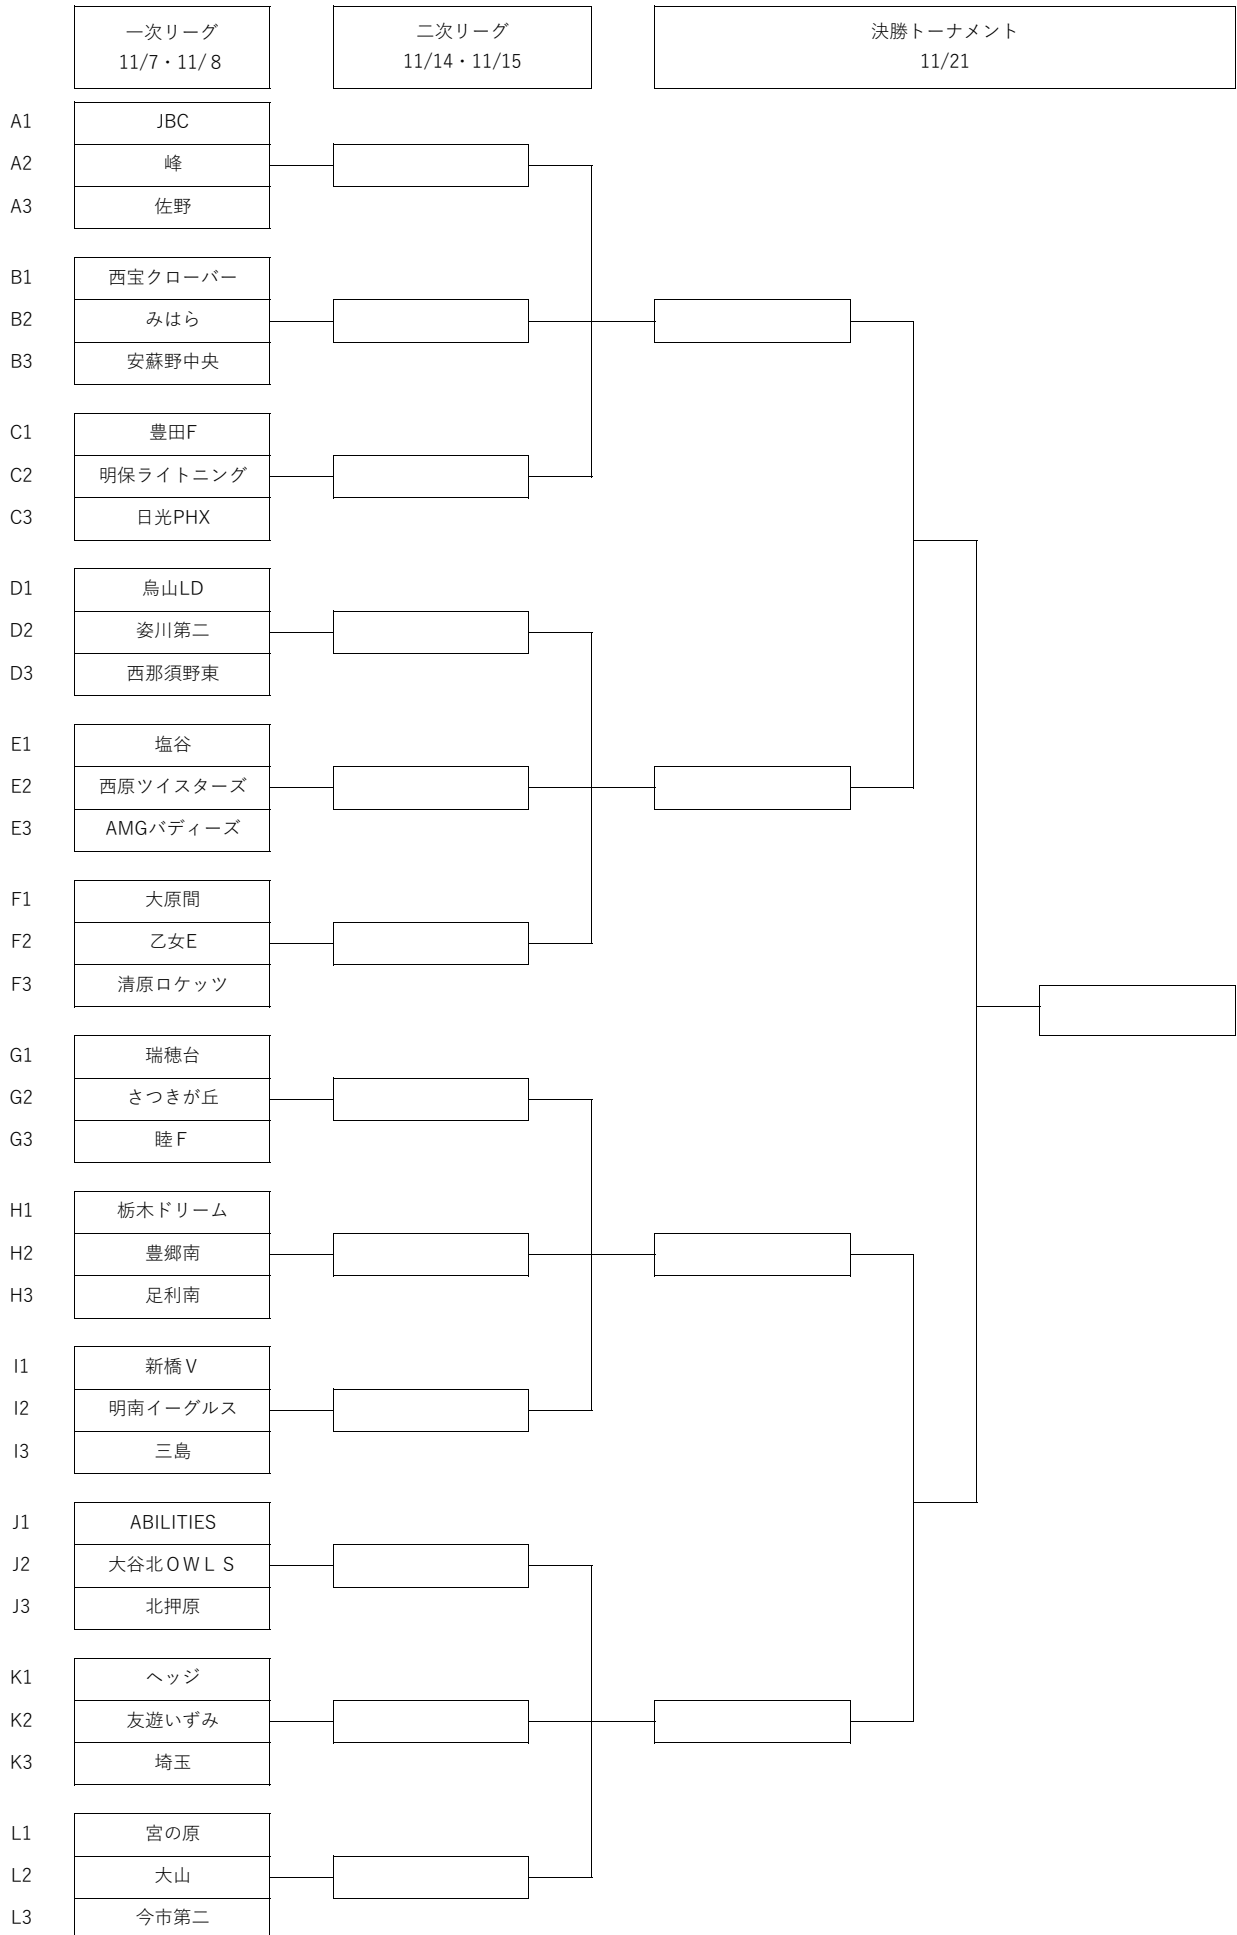 一次リーグ
11/7・11/８
二次リーグ
11/14・11/15
決勝トーナメント
11/21
A1 JBC
A2 峰
A3 佐野
B1 西宝クローバー
B2 みはら
B3 安蘇野中央
C1 豊田F
C2 明保ライトニング
C3 日光PHX
D1 烏山LD
D2 姿川第二
D3 西那須野東
E1 塩谷
E2 西原ツイスターズ
E3 AMGバディーズ
F1 大原間
F2 乙女E
F3 清原ロケッツ
G1 瑞穂台
G2 さつきが丘
G3 睦Ｆ
H1 栃木ドリーム
H2 豊郷南
H3 足利南
I1 新橋Ｖ
I2 明南イーグルス
I3 三島
J1 ABILITIES
J2 大谷北ＯＷＬＳ
J3 北押原
K1 ヘッジ
K2 友遊いずみ
K3 埼玉
L1 宮の原
L2 大山
L3 今市第二